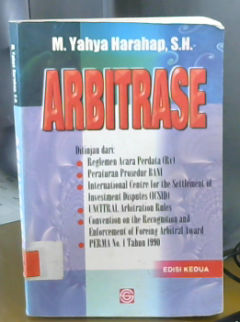 M. Yahya Harahap, S.H.
ARBITRASE
Ditinjau dari:
Reglemen Acara Perdata (Rv)
Peraturan Prosedur BANI
International Centre for the Settlement of
Investment Disputes (ICSID)
UNCITRAL Arbitration Rules
Convention on the Recognition and
Enforcement of Foreing Arbitral Award
PERMA No. 1 Tahun 1990
EDISI KEDUA